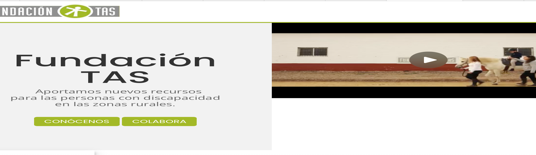 NDACIÓN TAS
Fundación
TAS
Aportamos nuevos recursos
para las personas con discapacidad
en las zonas rurales.
CONÓCENOS COLABORA